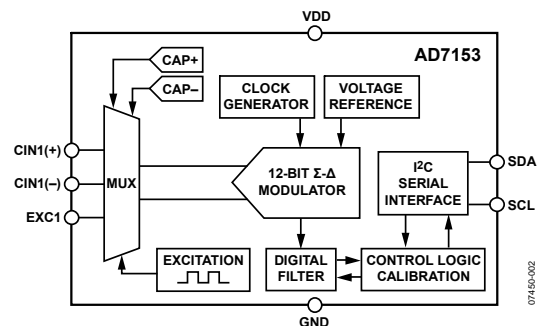 VDD
AD7153
CAP+
CAP–
CLOCK
GENERATOR
VOLTAGE
REFERENCE
CIN1(+)
CIN1(–)
EXC1
MUX
12-BIT Σ-Δ
MODULATOR
I²C
SERIAL
INTERFACE
SDA
SCL
EXCITATION
DIGITAL
FILTER
CONTROL LOGIC
CALIBRATION
GND
07450-002